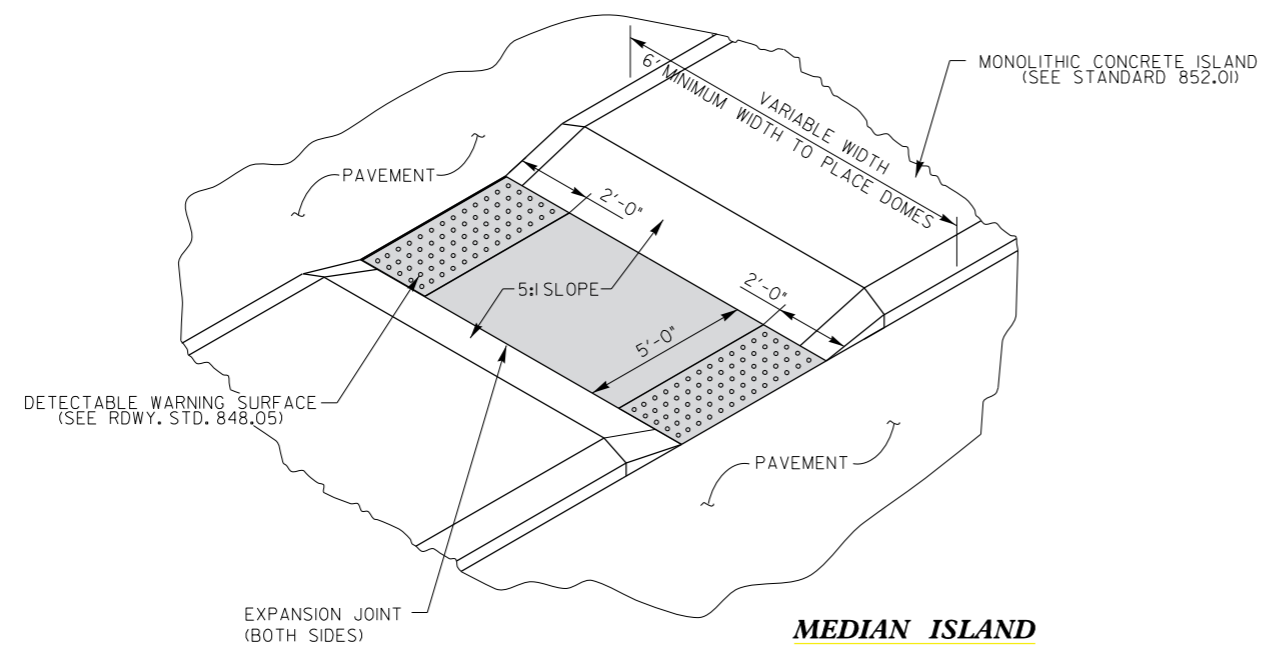 MONOLITHIC CONCRETE ISLAND
(SEE STANDARD 852.01)
VARIABLE WIDTH
6' MINIMUM WIDTH TO PLACE DOMES
PAVEMENT
2'-0"
5:1 SLOPE
2'-0"
5'-0"
DETECTABLE WARNING SURFACE
(SEE RDWY. STD. 848.05)
PAVEMENT
EXPANSION JOINT
(BOTH SIDES)
MEDIAN ISLAND